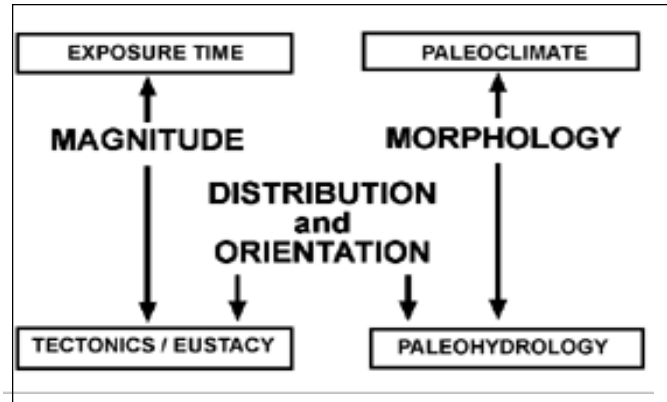 EXPOSURE TIME
PALEOCLIMATE
MAGNITUDE
MORPHOLOGY
DISTRIBUTION
and
ORIENTATION
TECTONICS / EUSTACY
PALEOHYDROLOGY